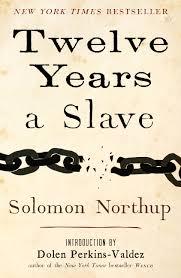 NEW YORK TIMES BESTSELLER
Twelve
Years
a Slave
Solomon Northup
INTRODUCTION BY
Dolen Perkins-Valdez
author of the New York Times bestseller WENCH